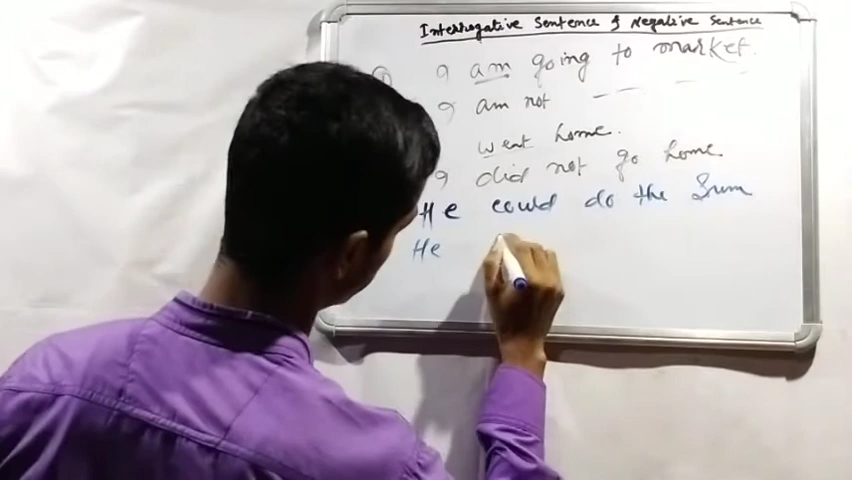 Interrogative Sentence & Negative Sentence
I am going to market.
I am not — — — —
went home.
I did not go home
He could do the Sum
He